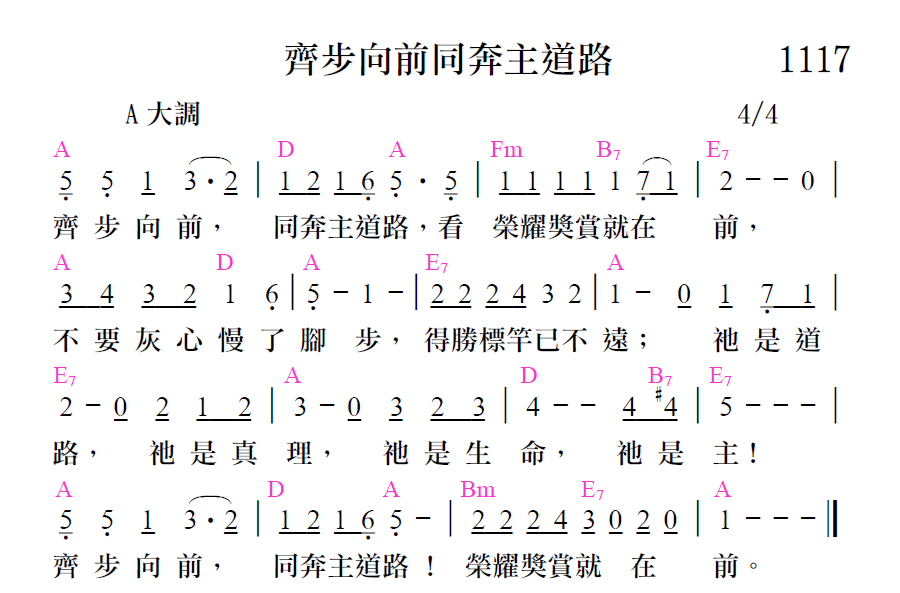 齊步向前同奔主道路 1117
A 大調 4/4
A D A Fm B7 E7
5 5 1 3 · 2 | 1 2 1 6 5 · 5 | 1 1 1 1 1 7 1 | 2 − − 0 |
齊步向前， 同奔主道路，看 榮耀獎賞就在 前，
A D A E7 A
3 4 3 2 1 6 | 5 − 1 − | 2 2 2 4 3 2 | 1 − 0 1 7 1 |
不要灰心慢了腳 步，得勝標竿已不遠； 祂是道
E7 A D B7 E7
2 − 0 2 1 2 | 3 − 0 3 2 3 | 4 − − 4 #4 | 5 − − − |
路， 祂是真理， 祂是生命， 祂是 主！
A D A Bm E7 A
5 5 1 3 · 2 | 1 2 1 6 5 − | 2 2 2 4 3 0 2 0 | 1 − − − ‖
齊步向前， 同奔主道路！ 榮耀獎賞就 在 前。